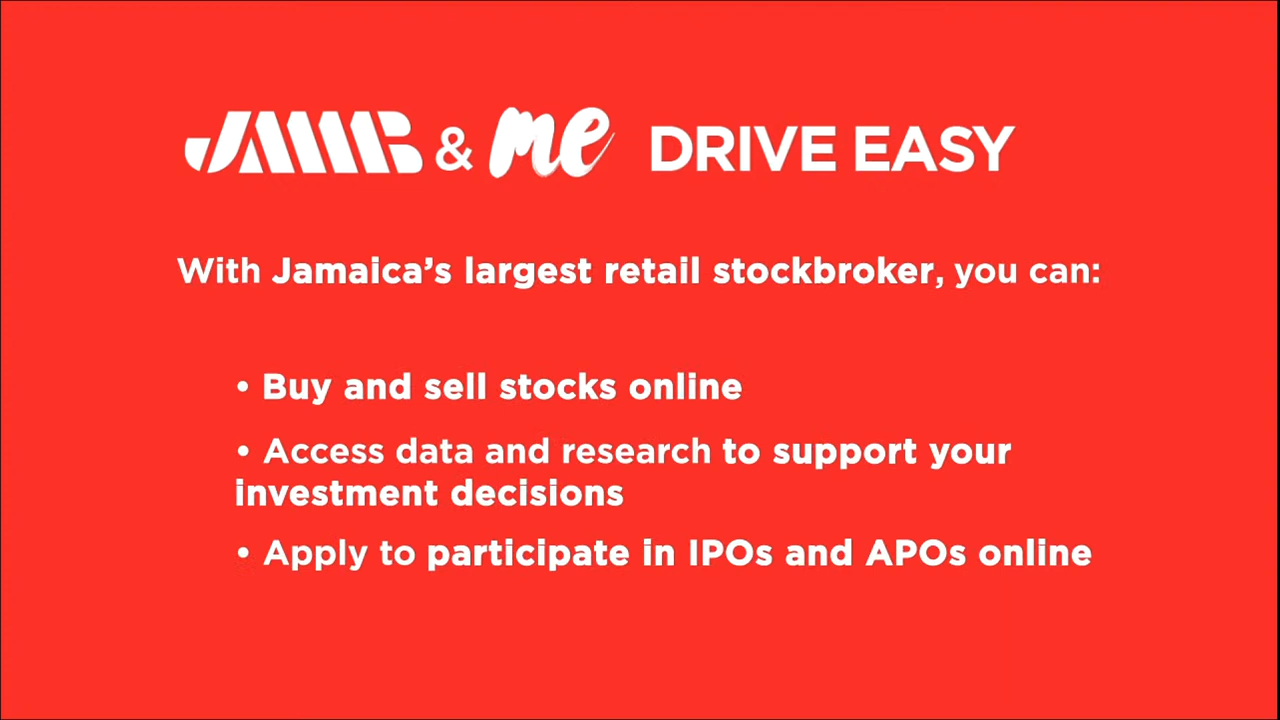 JMMB & me DRIVE EASY
With Jamaica's largest retail stockbroker, you can:
• Buy and sell stocks online
• Access data and research to support your
investment decisions
• Apply to participate in IPOs and APOs online